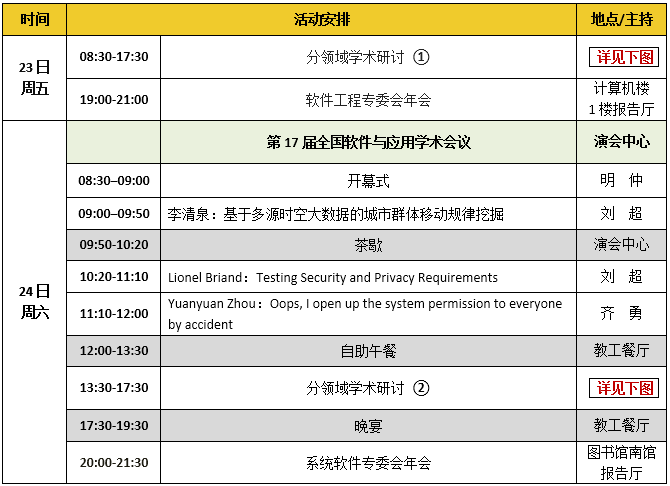 时间 活动安排 地点/主持
23日
周五
08:30-17:30 分领域学术研讨 ① 详见下图
19:00-21:00 软件工程专委会年会 计算机楼
1楼报告厅
24日
周六
第17届全国软件与应用学术会议 演会中心
08:30–09:00 开幕式 明 仲
09:00–09:50 李清泉：基于多源时空大数据的城市群体移动规律挖掘 刘 超
09:50-10:20 茶歇 演会中心
10:20-11:10 Lionel Briand：Testing Security and Privacy Requirements 刘 超
11:10-12:00 Yuanyuan Zhou：Oops, I open up the system permission to everyone
by accident 齐 勇
12:00-13:30 自助午餐 教工餐厅
13:30-17:30 分领域学术研讨 ② 详见下图
17:30-19:30 晚宴 教工餐厅
20:00-21:30 系统软件专委会年会 图书馆南馆
报告厅